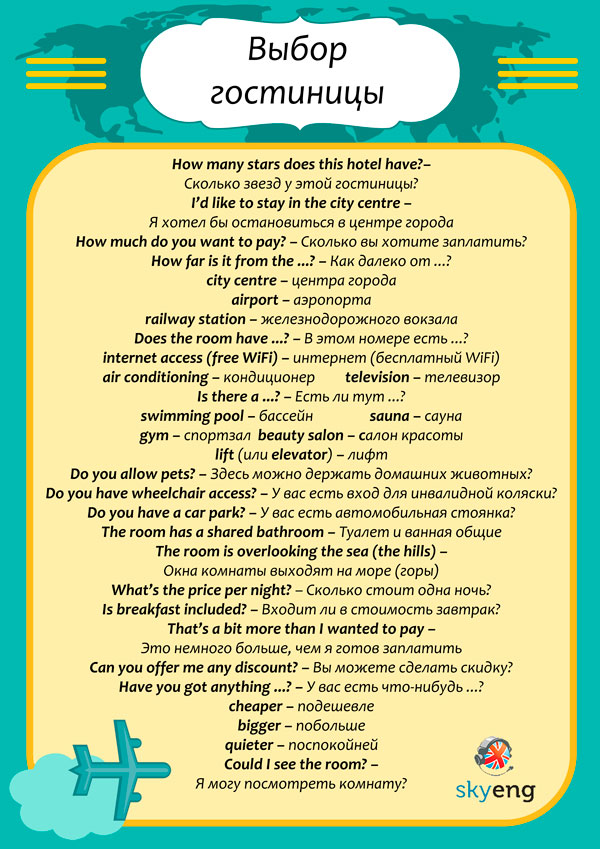 Выбор
гостиницы
How many stars does this hotel have?–
Сколько звезд у этой гостиницы?
I'd like to stay in the city centre –
Я хотел бы остановиться в центре города
How much do you want to pay? – Сколько вы хотите заплатить?
How far is it from the ...? – Как далеко от ...?
city centre – центра города
airport – аэропорта
railway station – железнодорожного вокзала
Does the room have ...? – В этом номере есть ...?
internet access (free WiFi) – интернет (бесплатный WiFi)
air conditioning – кондиционер television – телевизор
Is there a ...? – Есть ли тут ...?
swimming pool – бассейн sauna – сауна
gym – спортзал beauty salon – салон красоты
lift (или elevator) – лифт
Do you allow pets? – Здесь можно держать домашних животных?
Do you have wheelchair access? – У вас есть вход для инвалидной коляски?
Do you have a car park? – У вас есть автомобильная стоянка?
The room has a shared bathroom – Туалет и ванная общие
The room is overlooking the sea (the hills) –
Окна комнаты выходят на море (горы)
What's the price per night? – Сколько стоит одна ночь?
Is breakfast included? – Входит ли в стоимость завтрак?
That's a bit more than I wanted to pay –
Это немного больше, чем я готов заплатить
Can you offer me any discount? – Вы можете сделать скидку?
Have you got anything ...? – У вас есть что-нибудь ...?
cheaper – подешевле
bigger – побольше
quieter – поспокойней
Could I see the room? –
Я могу посмотреть комнату?
skyeng